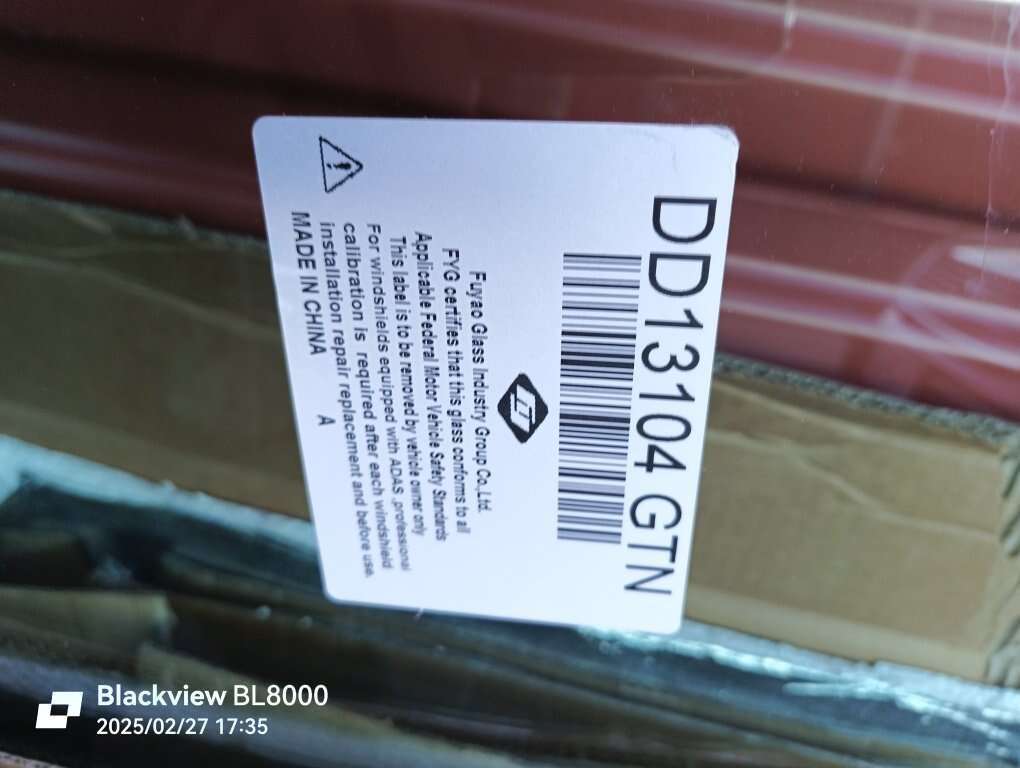 DD13104 GTN
Fuyao Glass Industry Group Co.,Ltd.
FYG certifies that this glass conforms to all
Applicable Federal Motor Vehicle Safety Standards
This label is to be removed by vehicle owner only
For windshields equipped with ADAS ,professional
calibration is required after each windshield
installation repair replacement and before use.
MADE IN CHINA A
Blackview BL8000
2025/02/27 17:35